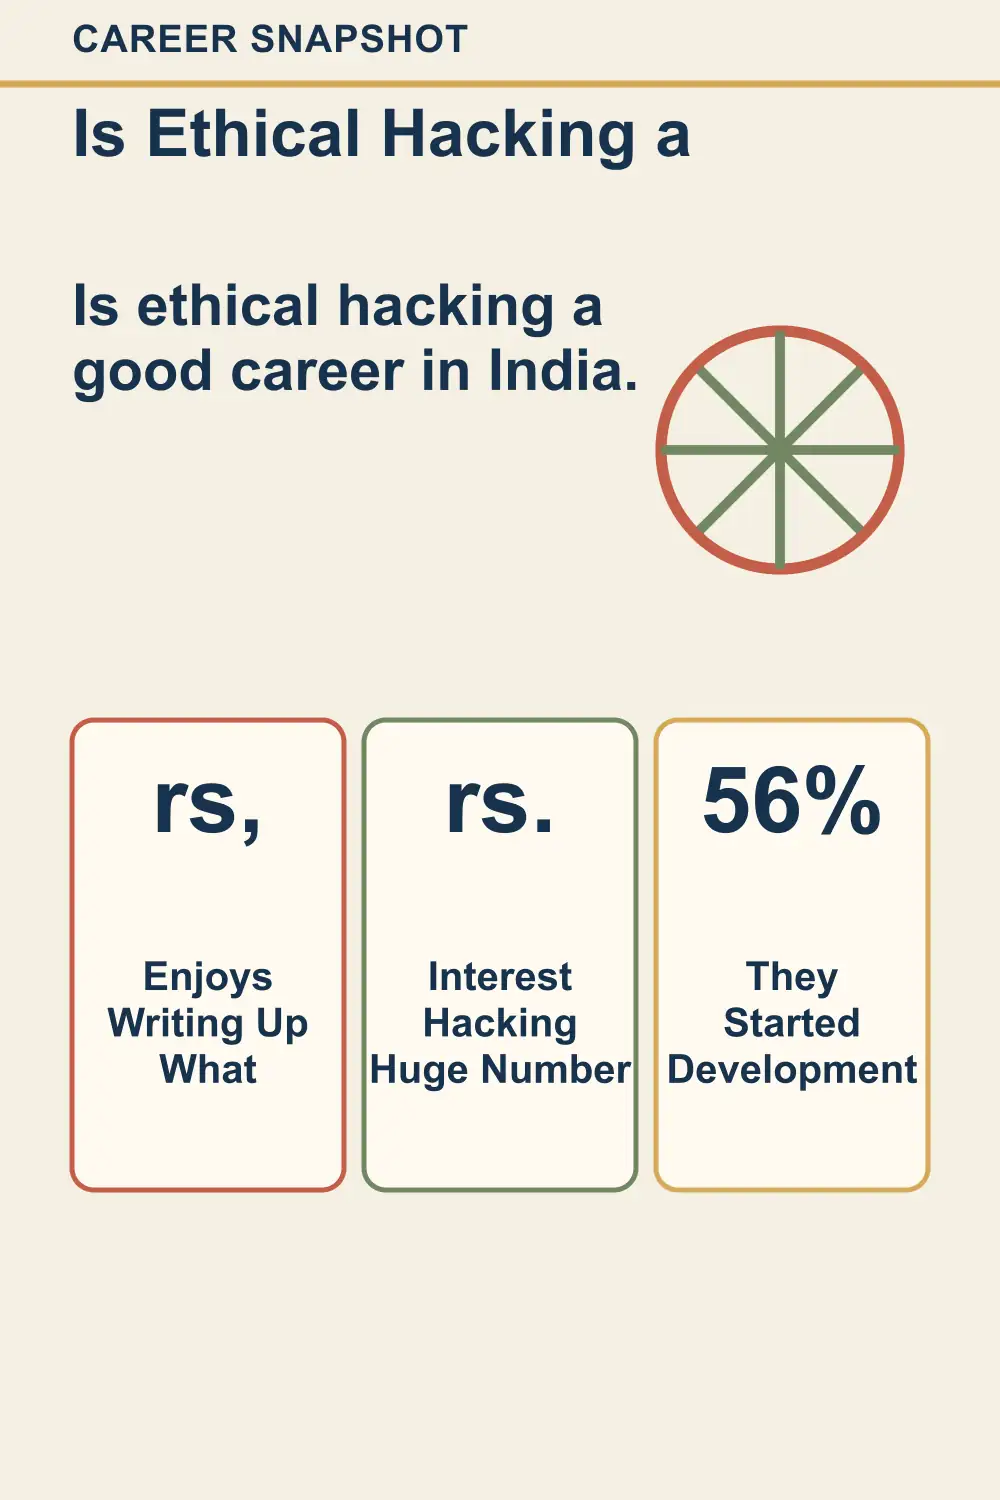 CAREER SNAPSHOT
Is Ethical Hacking a
Is ethical hacking a
good career in India.
rs,
Enjoys
Writing Up
What
rs.
Interest
Hacking
Huge Number
56%
They
Started
Development